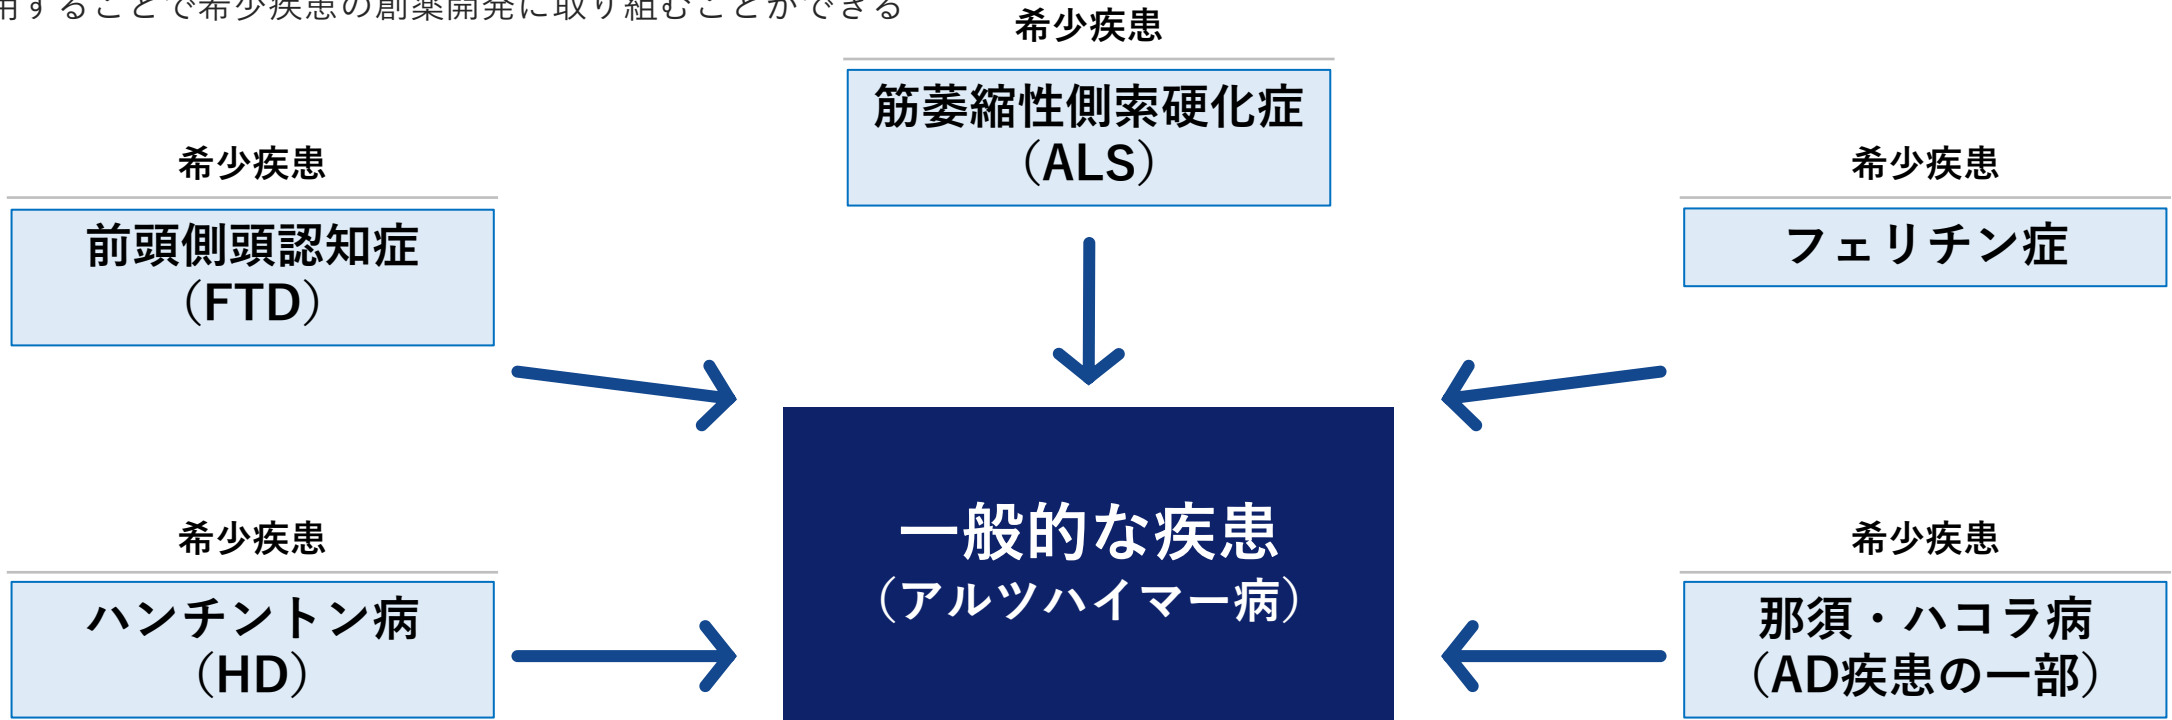 用することで希少疾患の創薬開発に取り組むことができる
希少疾患
筋萎縮性側索硬化症
（ALS）
希少疾患
前頭側頭認知症
（FTD）
希少疾患
フェリチン症
希少疾患
ハンチントン病
（HD）
一般的な疾患
（アルツハイマー病）
希少疾患
那須・ハコラ病
（AD疾患の一部）